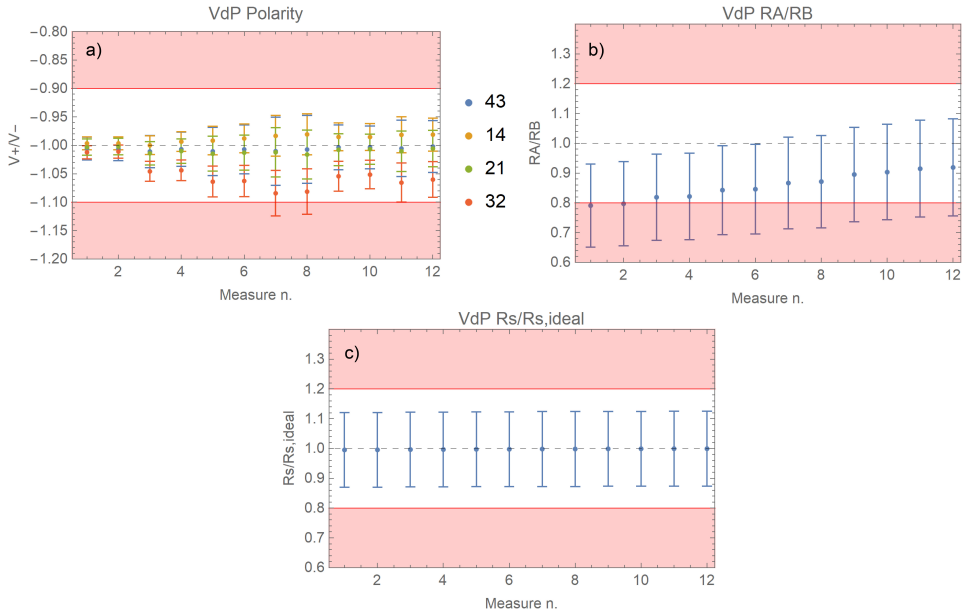 VdP Polarity
a)
V+/V−
−0.80
−0.85
−0.90
−0.95
−1.00
−1.05
−1.10
−1.15
−1.20
2 4 6 8 10 12
Measure n.
43
14
21
32
VdP RA/RB
b)
RA/RB
1.3
1.2
1.1
1.0
0.9
0.8
0.7
0.6
2 4 6 8 10 12
Measure n.
VdP Rs/Rs,ideal
c)
Rs/Rs,ideal
1.3
1.2
1.1
1.0
0.9
0.8
0.7
0.6
2 4 6 8 10 12
Measure n.